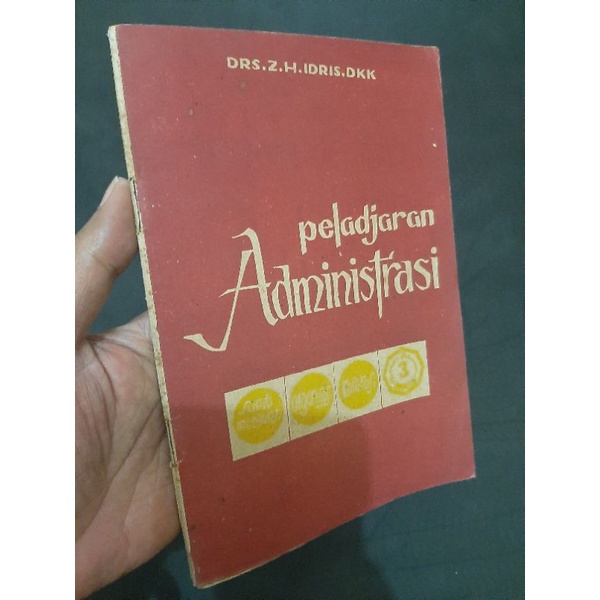 DRS.Z.H.IDRIS.DKK
peladjaran
Administrasi
3